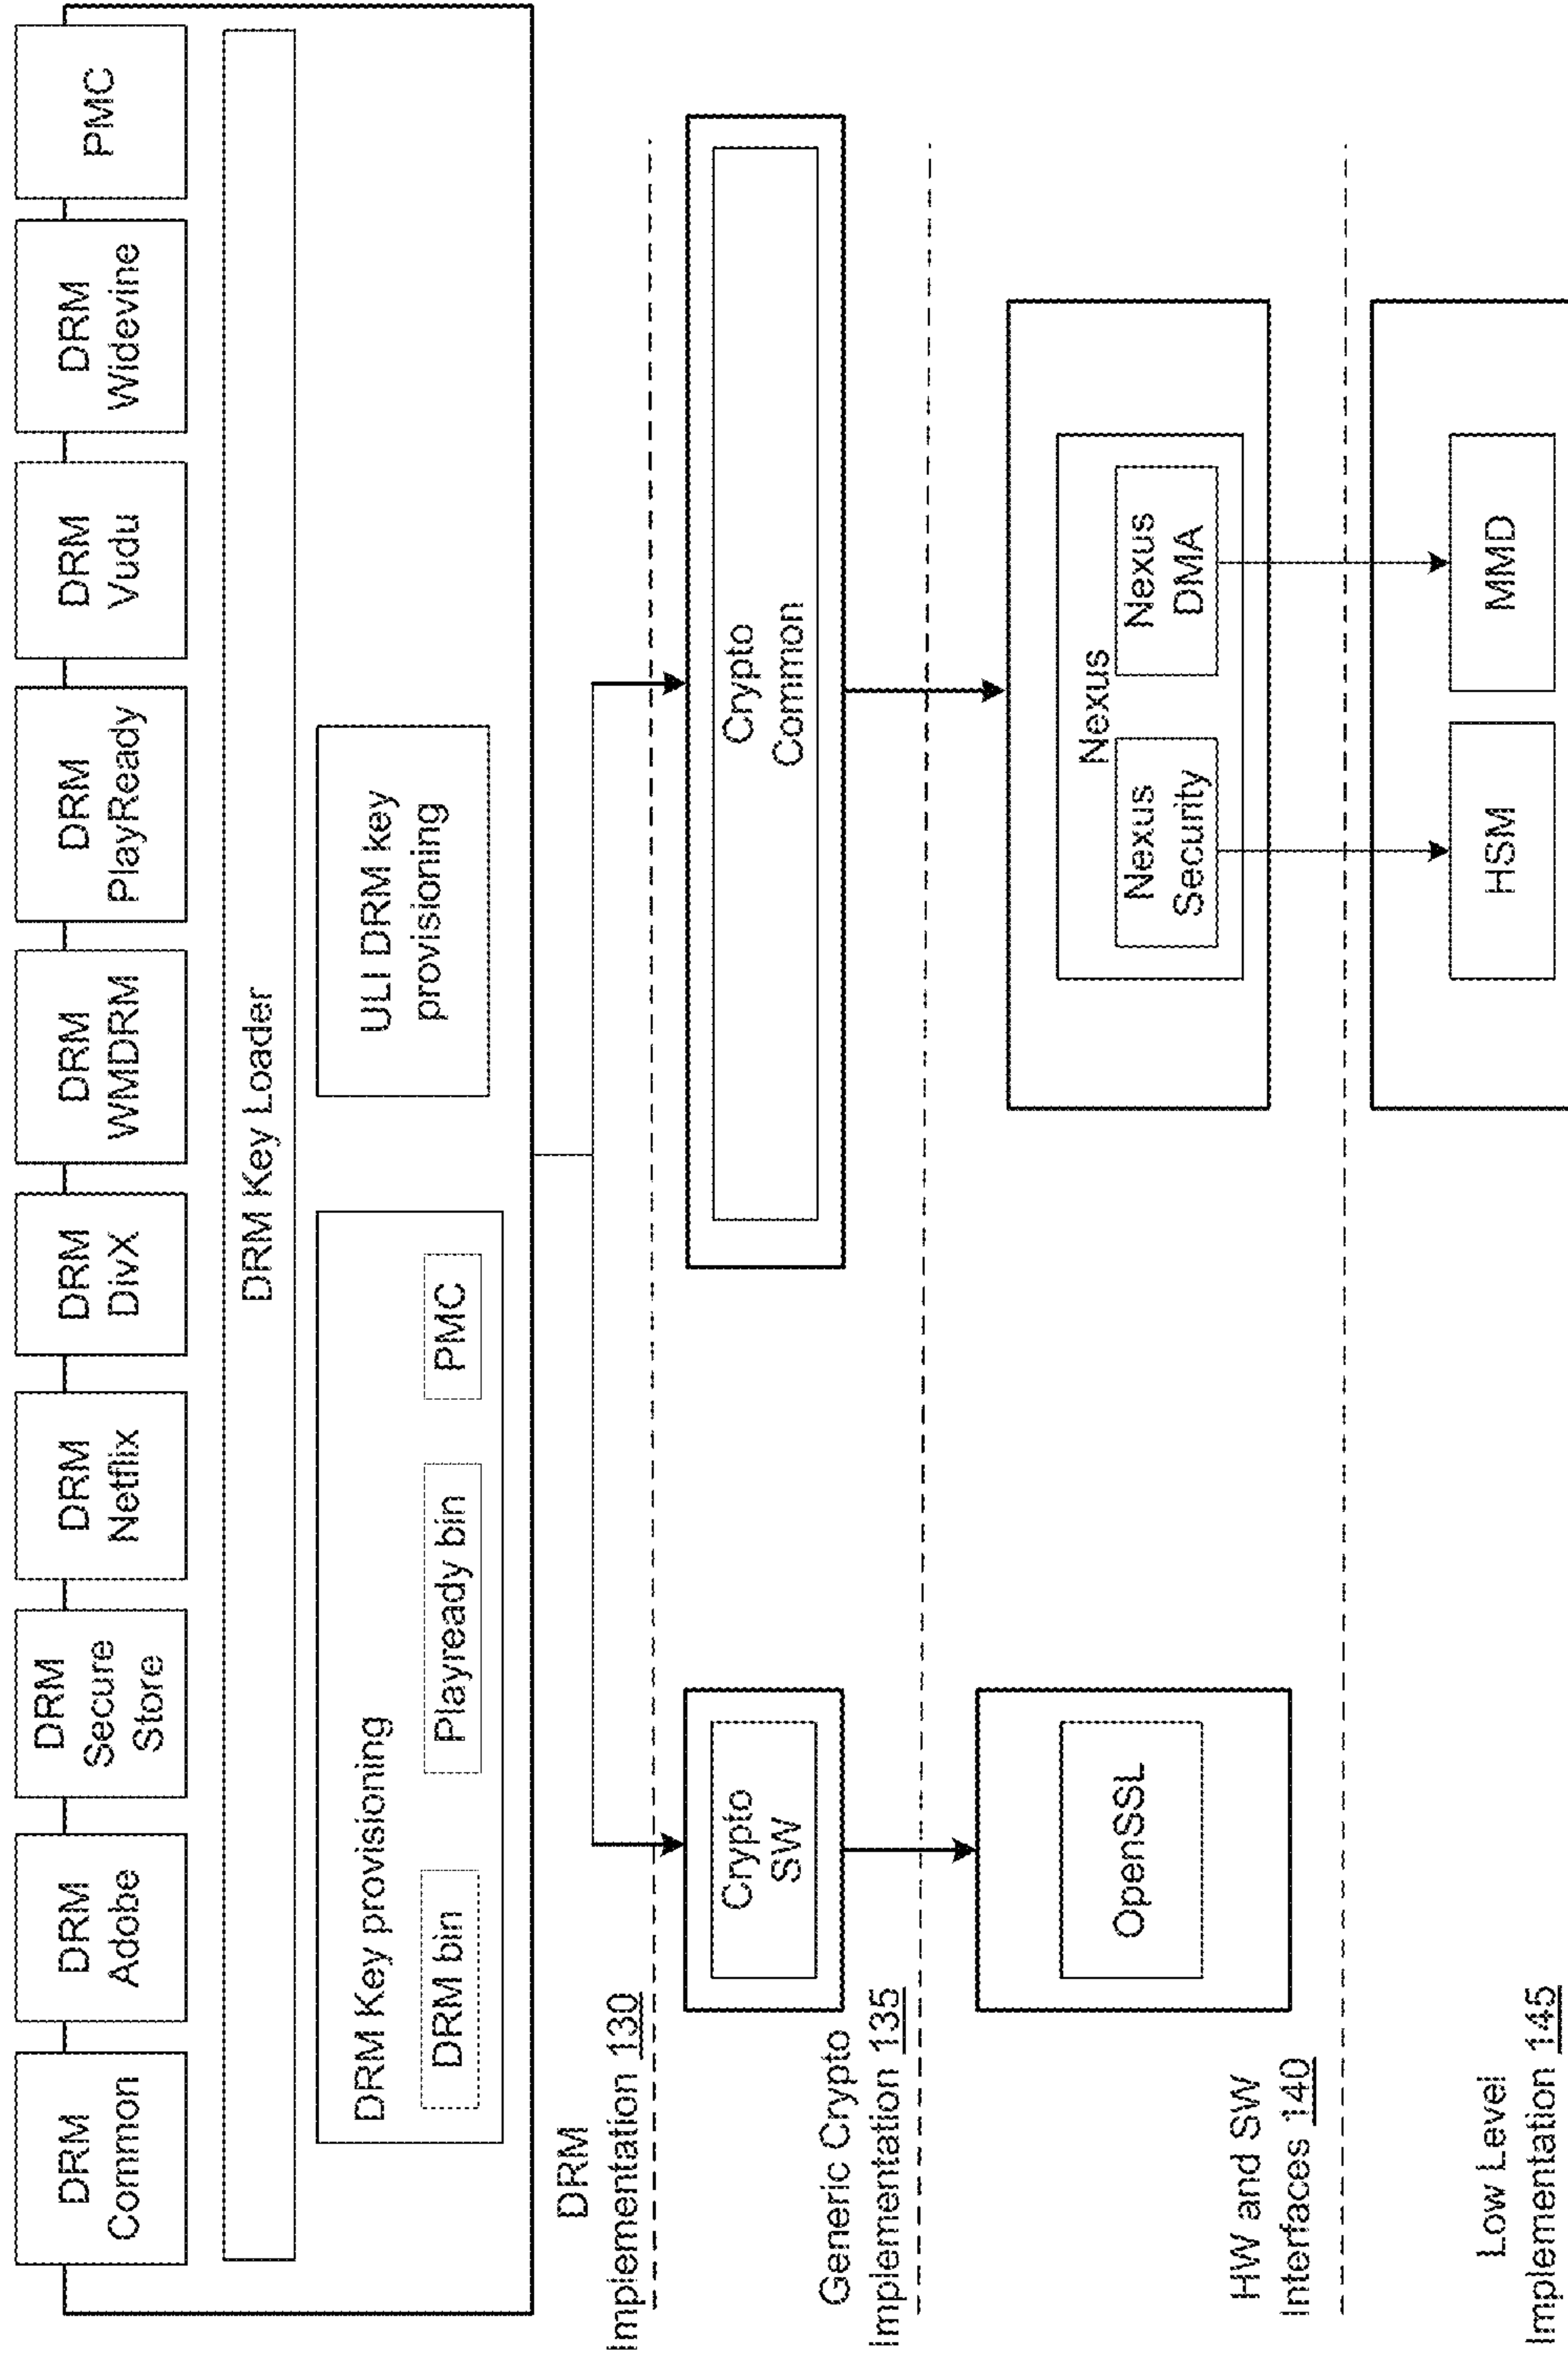 DRM
Common
DRM
Adobe
DRM
Secure
Store
DRM
Netflix
DRM
DivX
DRM
WMDRM
DRM
PlayReady
DRM
Vudu
DRM
Widevine
PMC
DRM Key Loader
DRM Key provisioning
DRM bin
Playready bin
PMC
ULI DRM key
provisioning
DRM
Implementation 130
Crypto
SW
Crypto
Common
Generic Crypto
Implementation 135
OpenSSL
Nexus
Nexus
Security
Nexus
DMA
HW and SW
Interfaces 140
HSM
MMD
Low Level
Implementation 145